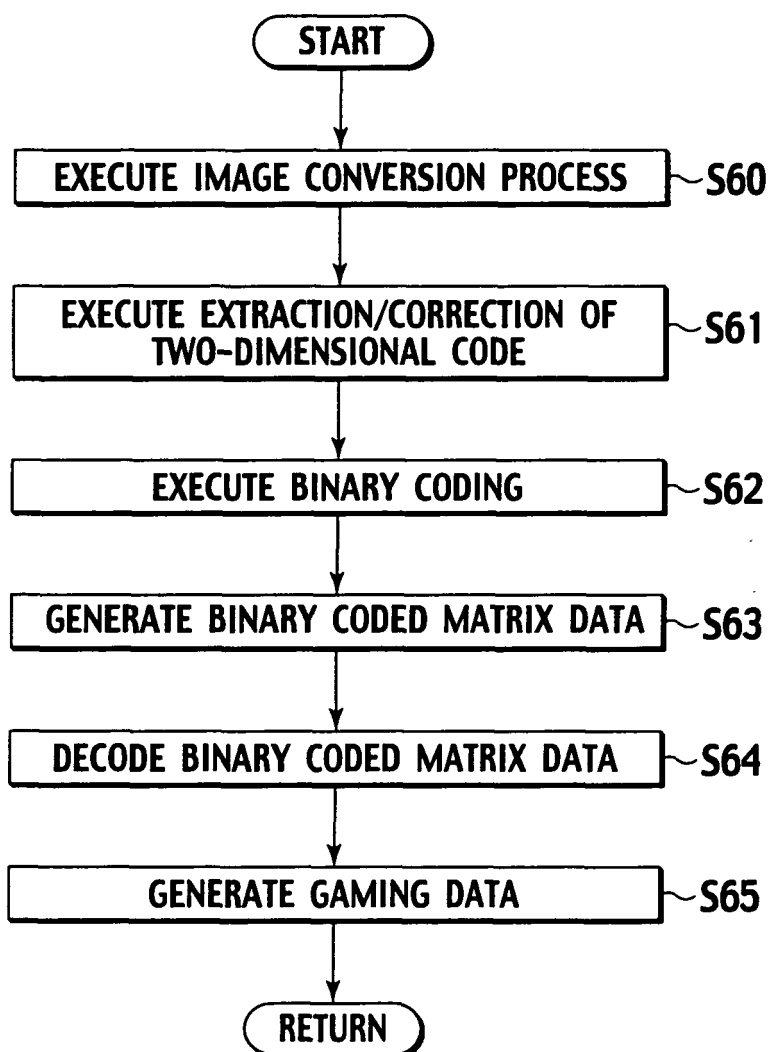 START
EXECUTE IMAGE CONVERSION PROCESS S60
EXECUTE EXTRACTION/CORRECTION OF
TWO-DIMENSIONAL CODE S61
EXECUTE BINARY CODING S62
GENERATE BINARY CODED MATRIX DATA S63
DECODE BINARY CODED MATRIX DATA S64
GENERATE GAMING DATA S65
RETURN